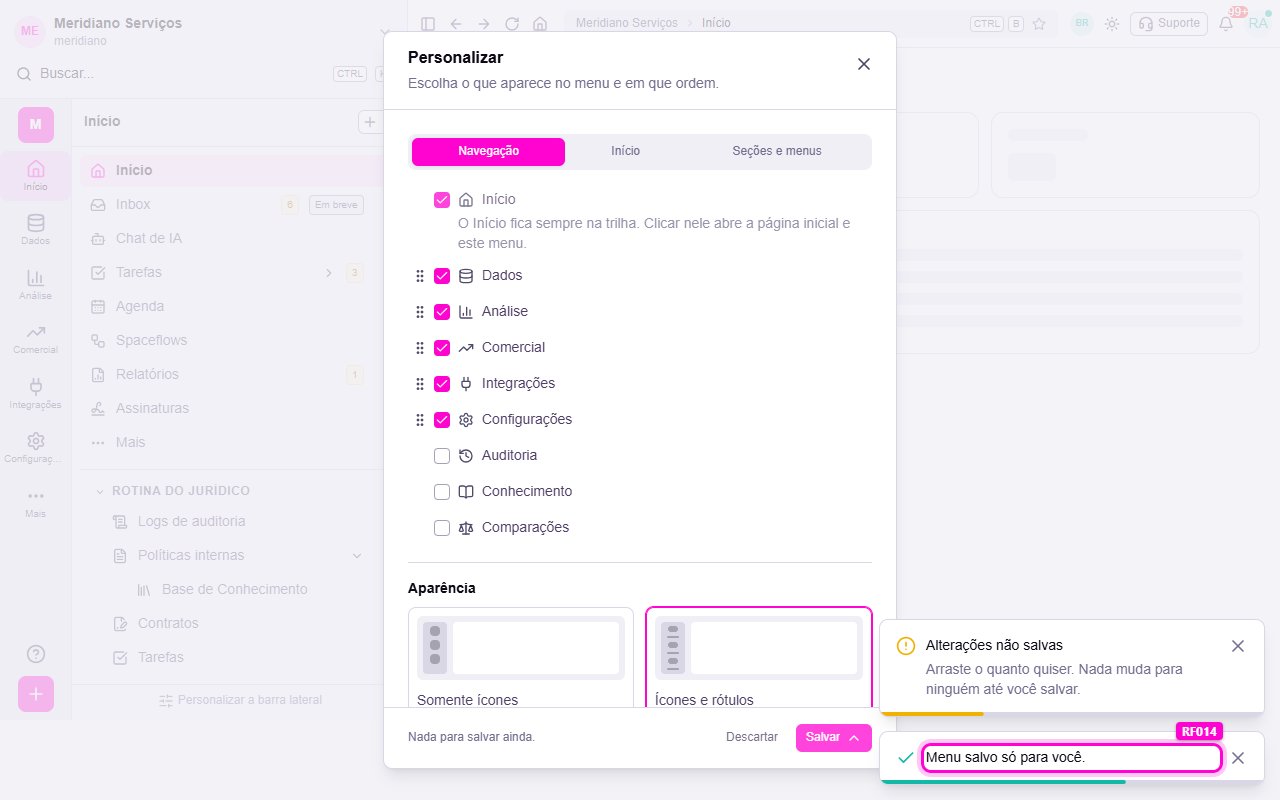 ME
Meridiano Serviços
meridiano
Buscar...
CTRL
Meridiano Serviços
Início
CTRL
B
BR
Suporte
99+
RA
M
Início
Dados
Análise
Comercial
Integrações
Configuraç...
Mais
Início
Início
Inbox
6
Em breve
Chat de IA
Tarefas
3
Agenda
Spaceflows
Relatórios
1
Assinaturas
Mais
ROTINA DO JURÍDICO
Logs de auditoria
Políticas internas
Base de Conhecimento
Contratos
Tarefas
Personalizar a barra lateral
Personalizar
Escolha o que aparece no menu e em que ordem.
Navegação
Início
Seções e menus
Início
O Início fica sempre na trilha. Clicar nele abre a página inicial e
este menu.
Dados
Análise
Comercial
Integrações
Configurações
Auditoria
Conhecimento
Comparações
Aparência
Somente ícones
Ícones e rótulos
Nada para salvar ainda.
Descartar
Salvar
Alterações não salvas
Arraste o quanto quiser. Nada muda para
ninguém até você salvar.
RF014
Menu salvo só para você.